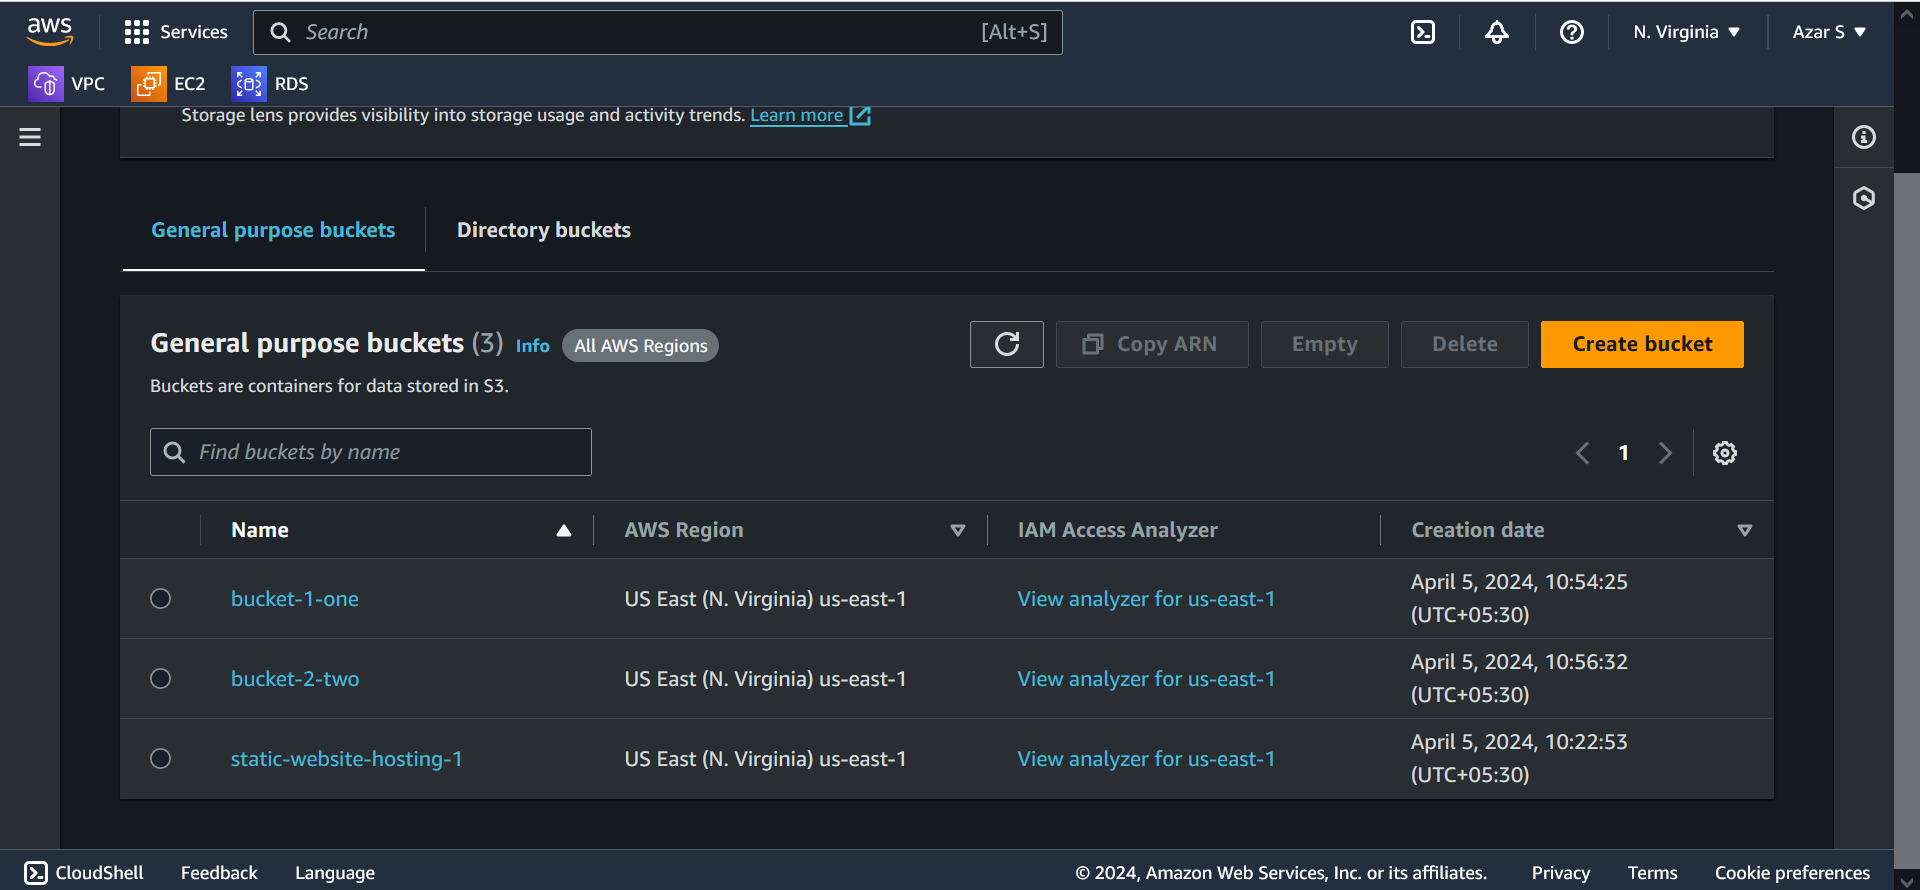 aws
Services
Search
[Alt+S]
N. Virginia
Azar S
VPC
EC2
RDS
Storage lens provides visibility into storage usage and activity trends. Learn more
General purpose buckets
Directory buckets
General purpose buckets (3) Info All AWS Regions
Copy ARN
Empty
Delete
Create bucket
Buckets are containers for data stored in S3.
Find buckets by name
1
Name
AWS Region
IAM Access Analyzer
Creation date
bucket-1-one
US East (N. Virginia) us-east-1
View analyzer for us-east-1
April 5, 2024, 10:54:25
(UTC+05:30)
bucket-2-two
US East (N. Virginia) us-east-1
View analyzer for us-east-1
April 5, 2024, 10:56:32
(UTC+05:30)
static-website-hosting-1
US East (N. Virginia) us-east-1
View analyzer for us-east-1
April 5, 2024, 10:22:53
(UTC+05:30)
CloudShell
Feedback
Language
© 2024, Amazon Web Services, Inc. or its affiliates.
Privacy
Terms
Cookie preferences